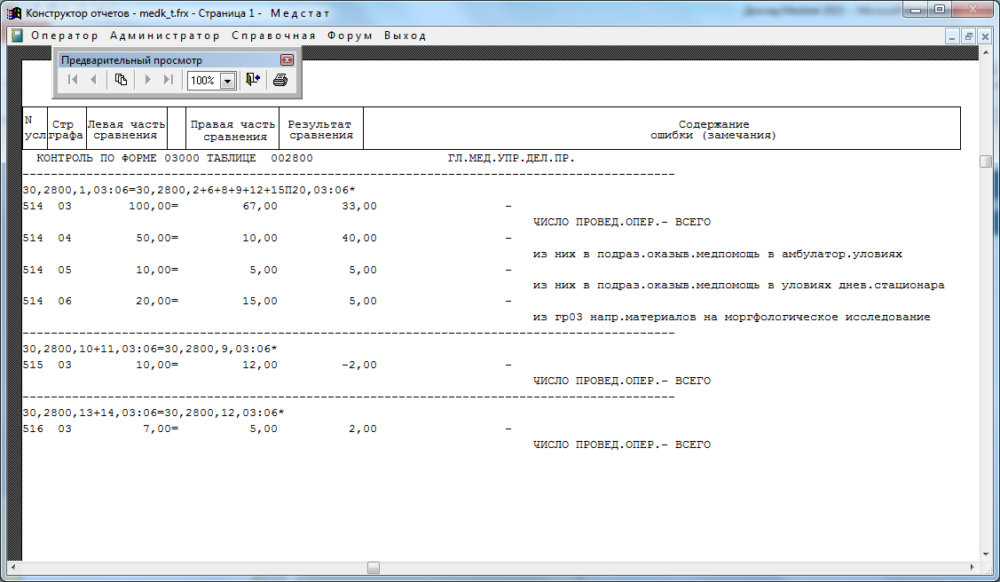 Конструктор отчетов - medk_t.frx - Страница 1 - Медстат
Оператор Администратор Справочная Форум Выход
Предварительный просмотр
100%
N усл
Стр графа
Левая часть сравнения
Правая часть сравнения
Результат сравнения
Содержание ошибки (замечания)
КОНТРОЛЬ ПО ФОРМЕ 03000 ТАБЛИЦЕ 002800 ГЛ.МЕД.УПР.ДЕЛ.ПР.
30,2800,1,03:06=30,2800,2+6+8+9+12+15П20,03:06*
514 03 100,00= 67,00 33,00 -
ЧИСЛО ПРОВЕД.ОПЕР.- ВСЕГО
514 04 50,00= 10,00 40,00 -
из них в подраз.оказыв.медпомощь в амбулатор.уловиях
514 05 10,00= 5,00 5,00 -
из них в подраз.оказыв.медпомощь в уловиях днев.стационара
514 06 20,00= 15,00 5,00 -
из гр03 напр.материалов на моргфологическое исследование
30,2800,10+11,03:06=30,2800,9,03:06*
515 03 10,00= 12,00 -2,00 -
ЧИСЛО ПРОВЕД.ОПЕР.- ВСЕГО
30,2800,13+14,03:06=30,2800,12,03:06*
516 03 7,00= 5,00 2,00 -
ЧИСЛО ПРОВЕД.ОПЕР.- ВСЕГО